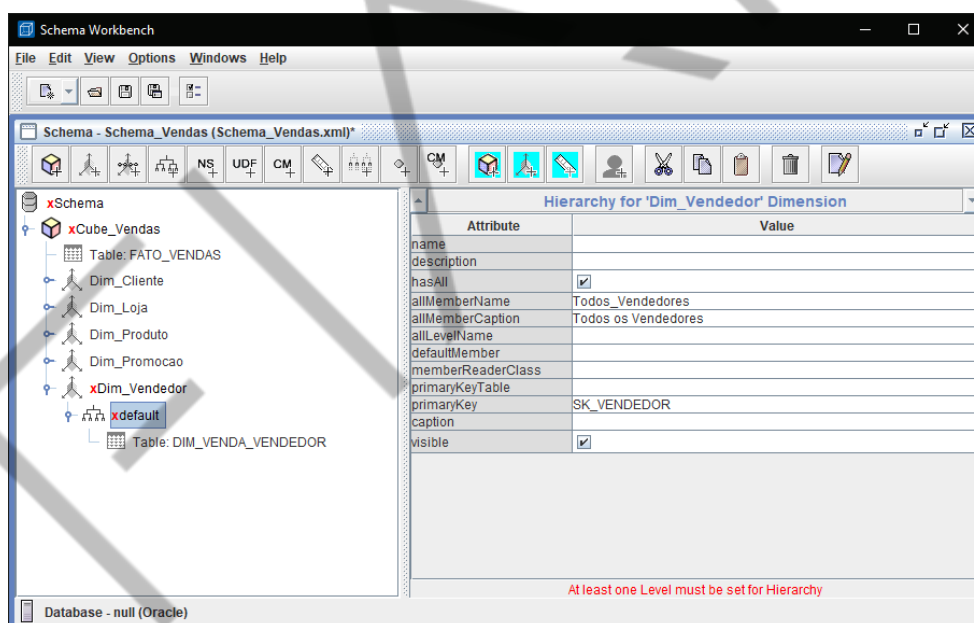 Schema Workbench
File Edit View Options Windows Help
Schema - Schema_Vendas (Schema_Vendas.xml)*
NS UDF CM CM
xSchema
xCube_Vendas
Table: FATO_VENDAS
Dim_Cliente
Dim_Loja
Dim_Produto
Dim_Promocao
xDim_Vendedor
xdefault
Table: DIM_VENDA_VENDEDOR
Hierarchy for 'Dim_Vendedor' Dimension
Attribute Value
name
description
hasAll
allMemberName Todos_Vendedores
allMemberCaption Todos os Vendedores
allLevelName
defaultMember
memberReaderClass
primaryKeyTable
primaryKey SK_VENDEDOR
caption
visible
At least one Level must be set for Hierarchy
Database - null (Oracle)